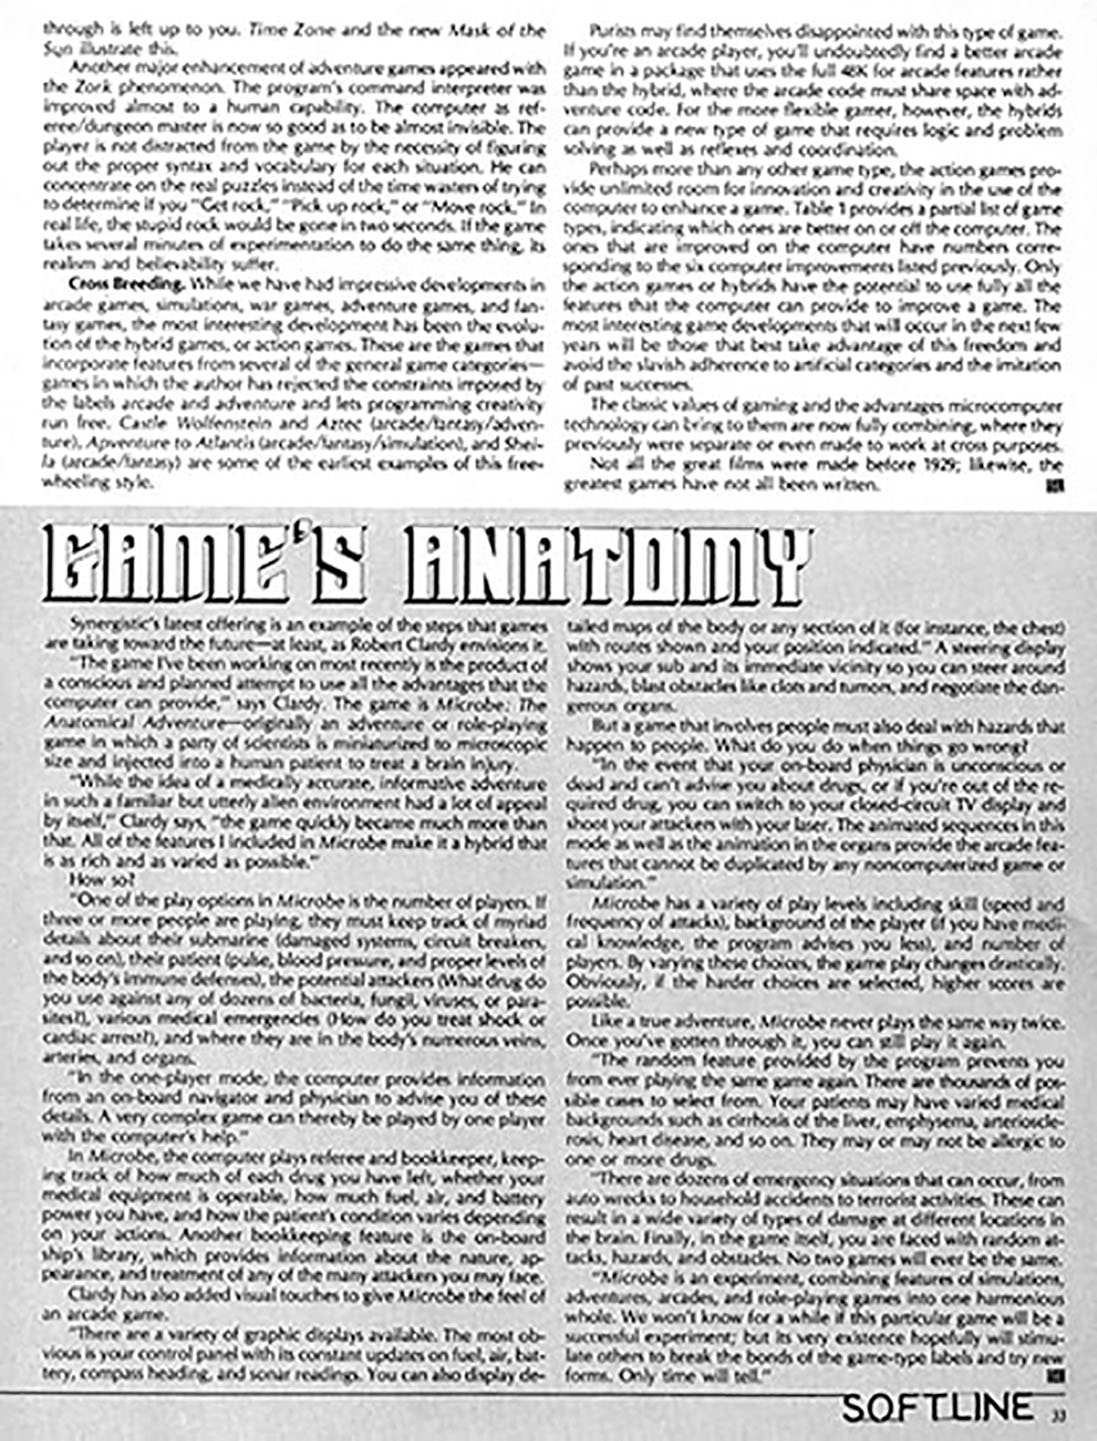 through is left up to you. Time Zone and the new Mask of the
Sun illustrate this.
Another major enhancement of adventure games appeared with
the Zork phenomenon. The program's command interpreter was
improved almost to a human capability. The computer as ref-
eree/dungeon master is now so good as to be almost invisible. The
player is not distracted from the game by the necessity of figuring
out the proper syntax and vocabulary for each situation. He can
concentrate on the real puzzles instead of the time wasters of trying
to determine if you "Get rock," "Pick up rock," or "Move rock." In
real life, the stupid rock would be gone in two seconds. If the game
takes several minutes of experimentation to do the same thing, its
realism and believability suffer.
Cross Breeding. While we have had impressive developments in
arcade games, simulations, war games, adventure games, and fan-
tasy games, the most interesting development has been the evolu-
tion of the hybrid games, or action games. These are the games that
incorporate features from several of the general game categories—
games in which the author has rejected the constraints imposed by
the labels arcade and adventure and lets programming creativity
run free. Castle Wolfenstein and Aztec (arcade/fantasy/adven-
ture), Apventure to Atlantis (arcade/fantasy/simulation), and Shei-
la (arcade/fantasy) are some of the earliest examples of this free-
wheeling style.
Purists may find themselves disappointed with this type of game.
If you're an arcade player, you'll undoubtedly find a better arcade
game in a package that uses the full 48K for arcade features rather
than the hybrid, where the arcade code must share space with ad-
venture code. For the more flexible gamer, however, the hybrids
can provide a new type of game that requires logic and problem
solving as well as reflexes and coordination.
Perhaps more than any other game type, the action games pro-
vide unlimited room for innovation and creativity in the use of the
computer to enhance a game. Table 1 provides a partial list of game
types, indicating which ones are better on or off the computer. The
ones that are improved on the computer have numbers corre-
sponding to the six computer improvements listed previously. Only
the action games or hybrids have the potential to use fully all the
features that the computer can provide to improve a game. The
most interesting game developments that will occur in the next few
years will be those that best take advantage of this freedom and
avoid the slavish adherence to artificial categories and the imitation
of past successes.
The classic values of gaming and the advantages microcomputer
technology can bring to them are now fully combining, where they
previously were separate or even made to work at cross purposes.
Not all the great films were made before 1929; likewise, the
greatest games have not all been written.
GAME'S ANATOMY
Synergistic's latest offering is an example of the steps that games
are taking toward the future—at least, as Robert Clardy envisions it.
"The game I've been working on most recently is the product of
a conscious and planned attempt to use all the advantages that the
computer can provide," says Clardy. The game is Microbe: The
Anatomical Adventure—originally an adventure or role-playing
game in which a party of scientists is miniaturized to microscopic
size and injected into a human patient to treat a brain injury.
"While the idea of a medically accurate, informative adventure
in such a familiar but utterly alien environment had a lot of appeal
by itself," Clardy says, "the game quickly became much more than
that. All of the features I included in Microbe make it a hybrid that
is as rich and as varied as possible."
How so?
"One of the play options in Microbe is the number of players. If
three or more people are playing, they must keep track of myriad
details about their submarine (damaged systems, circuit breakers,
and so on), their patient (pulse, blood pressure, and proper levels of
the body's immune defenses), the potential attackers (What drug do
you use against any of dozens of bacteria, fungii, viruses, or para-
sites?), various medical emergencies (How do you treat shock or
cardiac arrest?), and where they are in the body's numerous veins,
arteries, and organs.
"In the one-player mode, the computer provides information
from an on-board navigator and physician to advise you of these
details. A very complex game can thereby be played by one player
with the computer's help."
In Microbe, the computer plays referee and bookkeeper, keep-
ing track of how much of each drug you have left, whether your
medical equipment is operable, how much fuel, air, and battery
power you have, and how the patient's condition varies depending
on your actions. Another bookkeeping feature is the on-board
ship's library, which provides information about the nature, ap-
pearance, and treatment of any of the many attackers you may face.
Clardy has also added visual touches to give Microbe the feel of
an arcade game.
"There are a variety of graphic displays available. The most ob-
vious is your control panel with its constant updates on fuel, air, bat-
tery, compass heading, and sonar readings. You can also display de-
tailed maps of the body or any section of it (for instance, the chest)
with routes shown and your position indicated." A steering display
shows your sub and its immediate vicinity so you can steer around
hazards, blast obstacles like clots and tumors, and negotiate the dan-
gerous organs.
But a game that involves people must also deal with hazards that
happen to people. What do you do when things go wrong?
"In the event that your on-board physician is unconscious or
dead and can't advise you about drugs, or if you're out of the re-
quired drug, you can switch to your closed-circuit TV display and
shoot your attackers with your laser. The animated sequences in this
mode as well as the animation in the organs provide the arcade fea-
tures that cannot be duplicated by any noncomputerized game or
simulation."
Microbe has a variety of play levels including skill (speed and
frequency of attacks), background of the player (if you have medi-
cal knowledge, the program advises you less), and number of
players. By varying these choices, the game play changes drastically.
Obviously, if the harder choices are selected, higher scores are
possible.
Like a true adventure, Microbe never plays the same way twice.
Once you've gotten through it, you can still play it again.
"The random feature provided by the program prevents you
from ever playing the same game again. There are thousands of pos-
sible cases to select from. Your patients may have varied medical
backgrounds such as cirrhosis of the liver, emphysema, arterioscle-
rosis, heart disease, and so on. They may or may not be allergic to
one or more drugs.
"There are dozens of emergency situations that can occur, from
auto wrecks to household accidents to terrorist activities. These can
result in a wide variety of types of damage at different locations in
the brain. Finally, in the game itself, you are faced with random at-
tacks, hazards, and obstacles. No two games will ever be the same.
"Microbe is an experiment, combining features of simulations,
adventures, arcades, and role-playing games into one harmonious
whole. We won't know for a while if this particular game will be a
successful experiment; but its very existence hopefully will stimu-
late others to break the bonds of the game-type labels and try new
forms. Only time will tell."
SOFTLINE 33